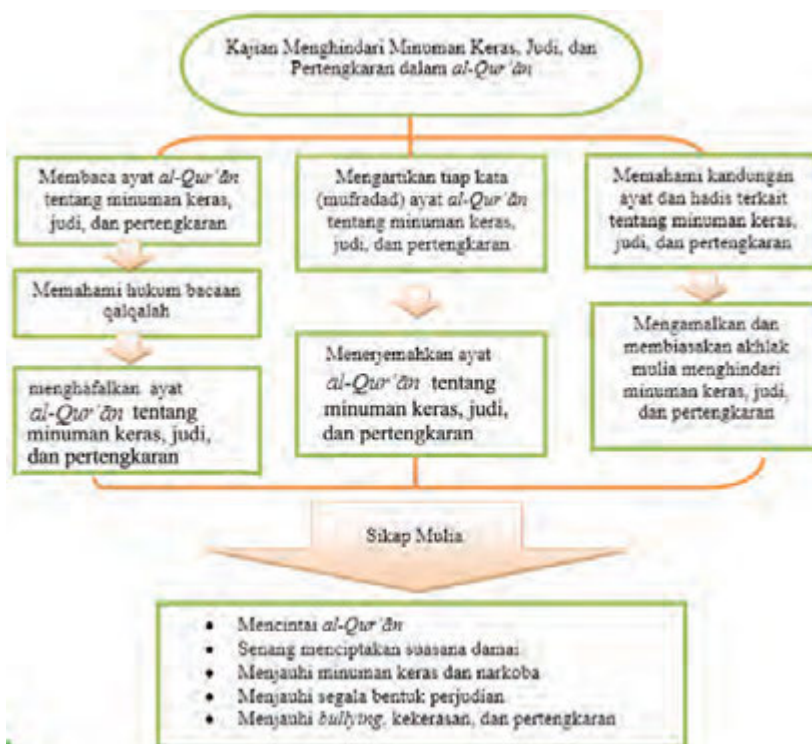 Kajian Menghindari Minuman Keras, Judi, dan
Pertengkaran dalam al-Qur´ān
Membaca ayat al-Qur´ān
tentang minuman keras,
judi, dan pertengkaran
Memahami hukum bacaan
qalqalah
menghafalkan ayat
al-Qur´ān tentang
minuman keras, judi,
dan pertengkaran
Mengartikan tiap kata
(mufradad) ayat al-Qur´ān
tentang minuman keras,
judi, dan pertengkaran
Menerjemahkan ayat
al-Qur´ān tentang
minuman keras, judi,
dan pertengkaran
Memahami kandungan
ayat dan hadis terkait
tentang minuman keras,
judi, dan pertengkaran
Mengamalkan dan
membiasakan akhlak
mulia menghindari
minuman keras, judi,
dan pertengkaran
Sikap Mulia
• Mencintai al-Qur´ān
• Senang menciptakan suasana damai
• Menjauhi minuman keras dan narkoba
• Menjauhi segala bentuk perjudian
• Menjauhi bullying, kekerasan, dan pertengkaran